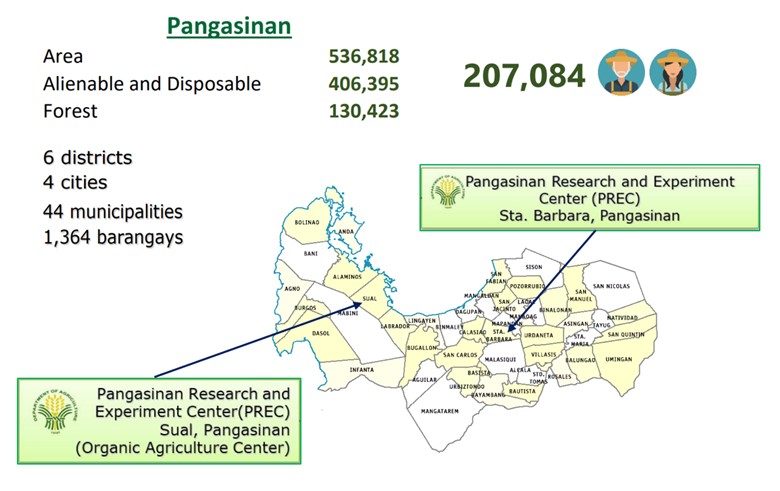 Pangasinan
Area 536,818
Alienable and Disposable 406,395
Forest 130,423
207,084
6 districts
4 cities
44 municipalities
1,364 barangays
Pangasinan Research and Experiment
Center (PREC)
Sta. Barbara, Pangasinan
BOLINAO
ANDA
BANI
ALAMINOS
AGNO
SUAL
BURGOS
MABINI
DASOL
LABRADOR
INFANTA
LINGAYEN
BINMALEY
BUGALLON
AGUILAR
MANGATAREM
DAGUPAN
CALASIAO
SAN CARLOS
BASISTA
URBIZTONDO
BAYAMBANG
MALASIQUI
STA.
BARBARA
MANGALDAN
SAN
FABIAN
SAN
JACINTO
MAPANDAN
MANAOAG
LAOAC
POZORRUBIO
SISON
BINALONAN
URDANETA
VILLASIS
ALCALA
STO.
TOMAS
BAUTISTA
ROSALES
SAN
MANUEL
ASINGAN
STA.
MARIA
BALUNGAO
SAN NICOLAS
TAYUG
NATIVIDAD
SAN QUINTIN
UMINGAN
DEPARTMENT OF AGRICULTURE
Pangasinan Research and
Experiment Center(PREC)
Sual, Pangasinan
(Organic Agriculture Center)